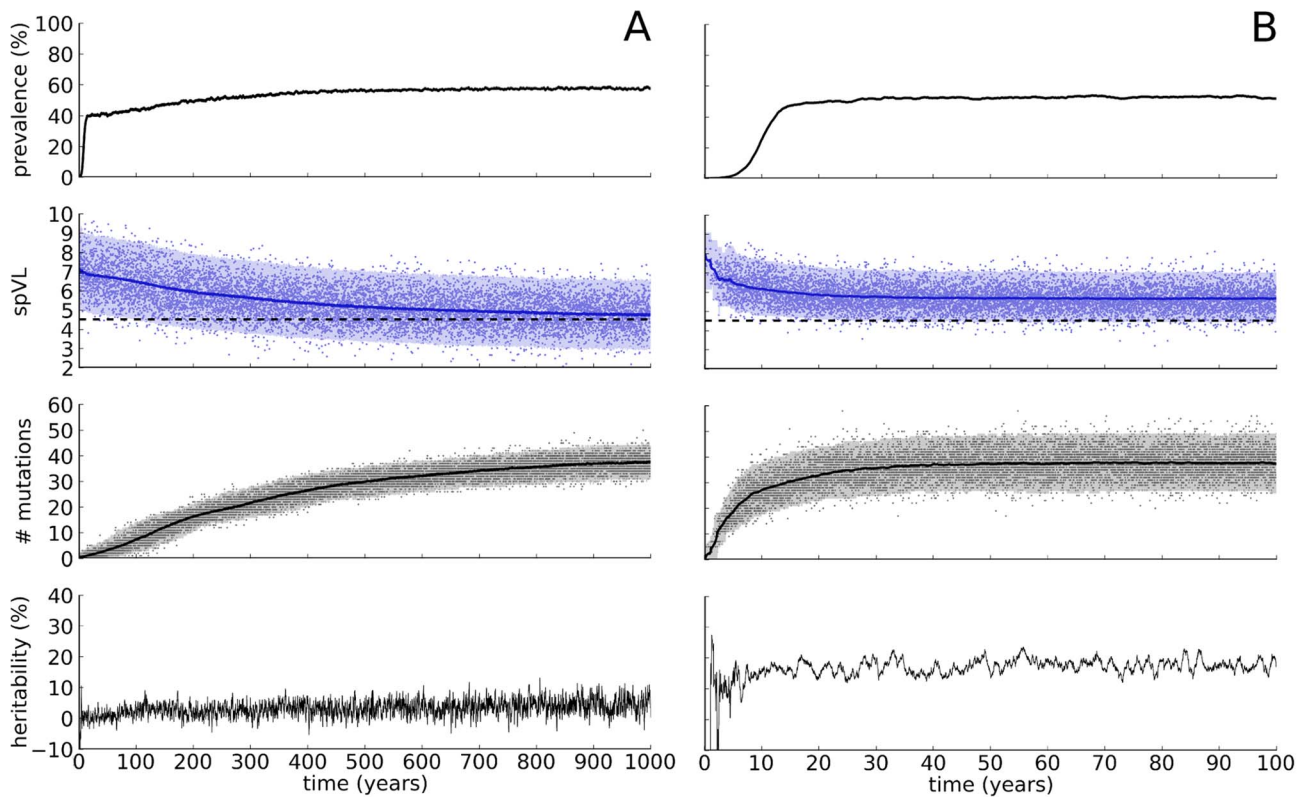 A
B
prevalence (%)
100
80
60
40
20
0
spVL
10
9
8
7
6
5
4
3
2
# mutations
60
50
40
30
20
10
0
heritability (%)
40
30
20
10
0
−10
0 100 200 300 400 500 600 700 800 900 1000
time (years)
0 10 20 30 40 50 60 70 80 90 100
time (years)